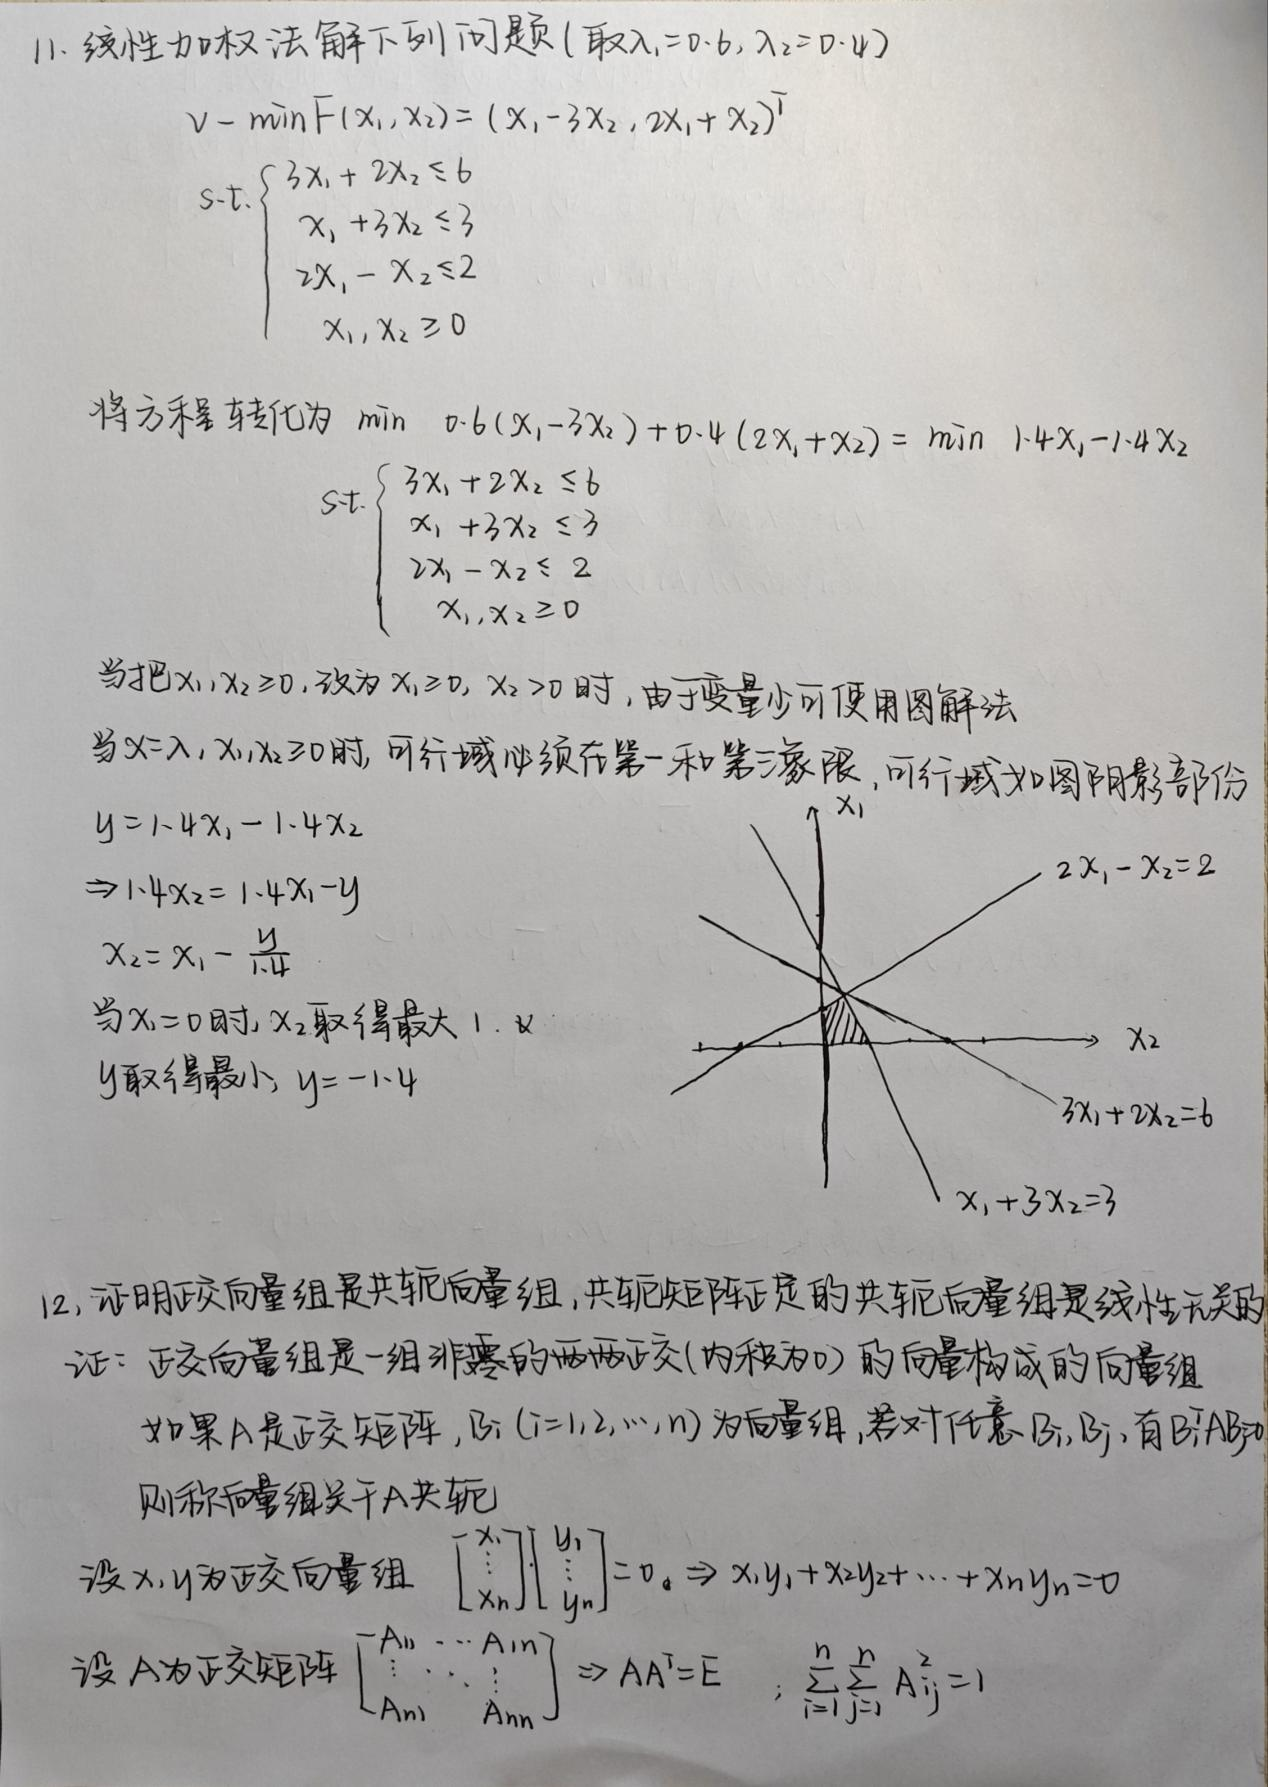 11. 线性加权法解下列问题(取λ₁=0.6, λ₂=0.4)
V-minF(x₁,x₂)=(x₁-3x₂,2x₁+x₂)ᵀ
s.t. { 3x₁+2x₂≤6
x₁+3x₂≤3
2x₁-x₂≤2
x₁,x₂≥0
将方程转化为 min 0.6(x₁-3x₂)+0.4(2x₁+x₂)= min 1.4x₁-1.4x₂
s.t. { 3x₁+2x₂≤6
x₁+3x₂≤3
2x₁-x₂≤2
x₁,x₂≥0
当把x₁,x₂≥0,改为x₁≥0, x₂>0时,由于变量少可使用图解法
当x=λ,x₁,x₂≥0时,可行域必须在第一和第三象限,可行域如图阴影部份
y=1.4x₁-1.4x₂
⇒1.4x₂=1.4x₁-y
x₂=x₁-y/1.4
当x₁=0时,x₂取得最大1.
y取得最小,y=-1.4
x₁
2x₁-x₂=2
x₂
3x₁+2x₂=6
x₁+3x₂=3
12,证明正交向量组是共轭向量组,共轭矩阵正定的共轭向量组是线性无关的
证:正交向量组是一组非零的两两正交(内积为0)的向量构成的向量组
如果A是正交矩阵,Bᵢ(i=1,2,…,n)为向量组,若对任意Bᵢ,Bⱼ,有BᵢᵀABⱼ=0
则称向量组关于A共轭
设x,y为正交向量组 [x₁ ⋮ xn]·[y₁ ⋮ yn]=0。⇒x₁y₁+x₂y₂+…+xnyn=0
设A为正交矩阵 [A₁₁ … A₁n ⋮ ⋱ ⋮ An₁ Ann] ⇒AAᵀ=E ; ∑ⁿᵢ₌₁∑ⁿⱼ₌₁A²ᵢⱼ=1